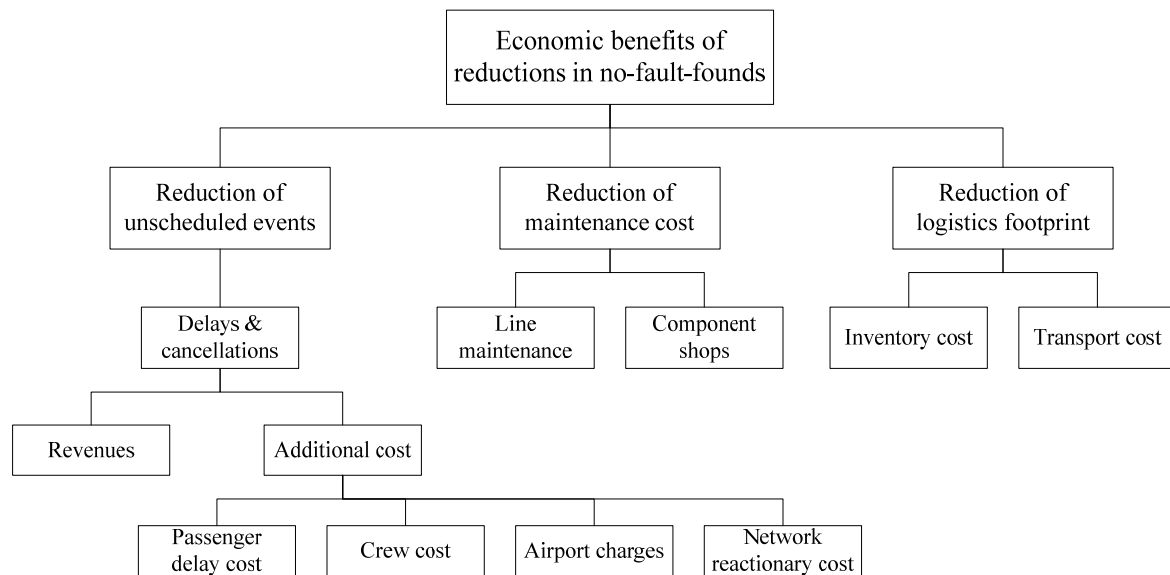 Economic benefits of
reductions in no-fault-founds
Reduction of
unscheduled events
Reduction of
maintenance cost
Reduction of
logistics footprint
Delays &
cancellations
Line
maintenance
Component
shops
Inventory cost
Transport cost
Revenues
Additional cost
Passenger
delay cost
Crew cost
Airport charges
Network
reactionary cost